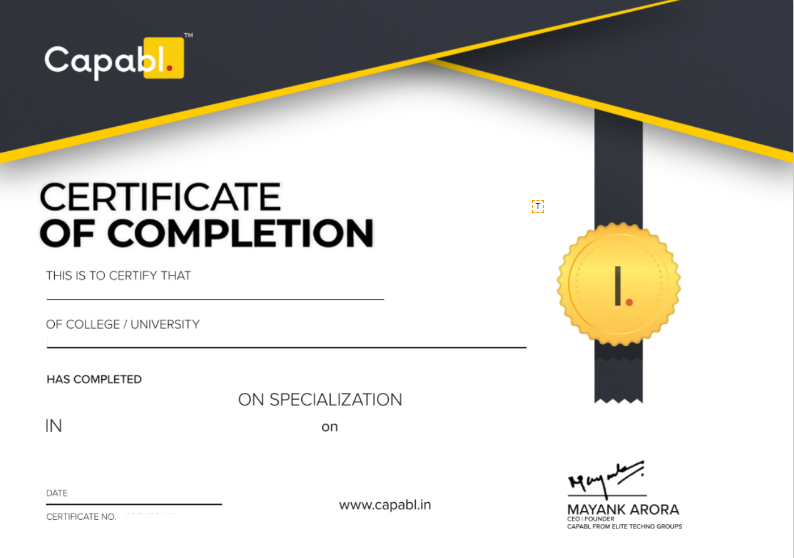 Capabl.™
CERTIFICATE
OF COMPLETION
THIS IS TO CERTIFY THAT
OF COLLEGE / UNIVERSITY
HAS COMPLETED
ON SPECIALIZATION
IN on
DATE
CERTIFICATE NO.
www.capabl.in
T
l.
Mayank
MAYANK ARORA
CEO | FOUNDER
CAPABL FROM ELITE TECHNO GROUPS